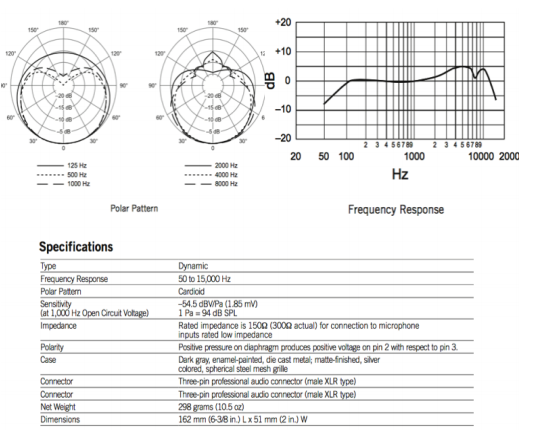 180°
150° 150°
120° 120°
60° 60°
30° 30°
0
–20 dB
–15 dB
–10 dB
–5 dB
125 Hz
500 Hz
1000 Hz
180°
150° 150°
120°
60°
30° 30°
0
–20 dB
–15 dB
–10 dB
–5 dB
2000 Hz
4000 Hz
8000 Hz
Polar Pattern
+20
+10
dB
0
–10
–20
2 3 4 5 6 7 8 9 2 3 4 5 6 7 8 9
20 50 100 1000 10000 2000
Hz
Frequency Response
Specifications
Type Dynamic
Frequency Response 50 to 15,000 Hz
Polar Pattern Cardioid
Sensitivity –54.5 dBV/Pa (1.85 mV)
(at 1,000 Hz Open Circuit Voltage) 1 Pa = 94 dB SPL
Impedance Rated impedance is 150Ω (300Ω actual) for connection to microphone
inputs rated low impedance
Polarity Positive pressure on diaphragm produces positive voltage on pin 2 with respect to pin 3.
Case Dark gray, enamel-painted, die cast metal; matte-finished, silver
colored, spherical steel mesh grille
Connector Three-pin professional audio connector (male XLR type)
Connector Three-pin professional audio connector (male XLR type)
Net Weight 298 grams (10.5 oz)
Dimensions 162 mm (6-3/8 in.) L x 51 mm (2 in.) W